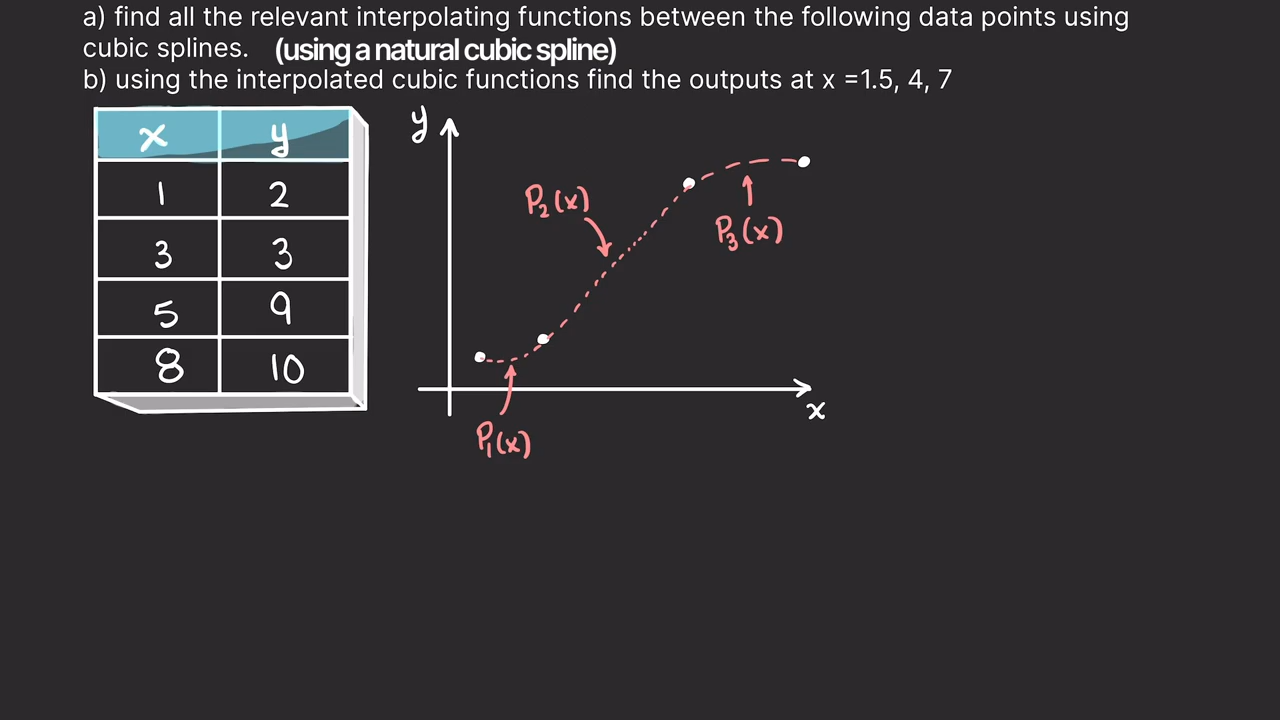 a) find all the relevant interpolating functions between the following data points using
cubic splines. (using a natural cubic spline)
b) using the interpolated cubic functions find the outputs at x =1.5, 4, 7
x y
1 2
3 3
5 9
8 10
y
P₂(x)
P₃(x)
x
P₁(x)